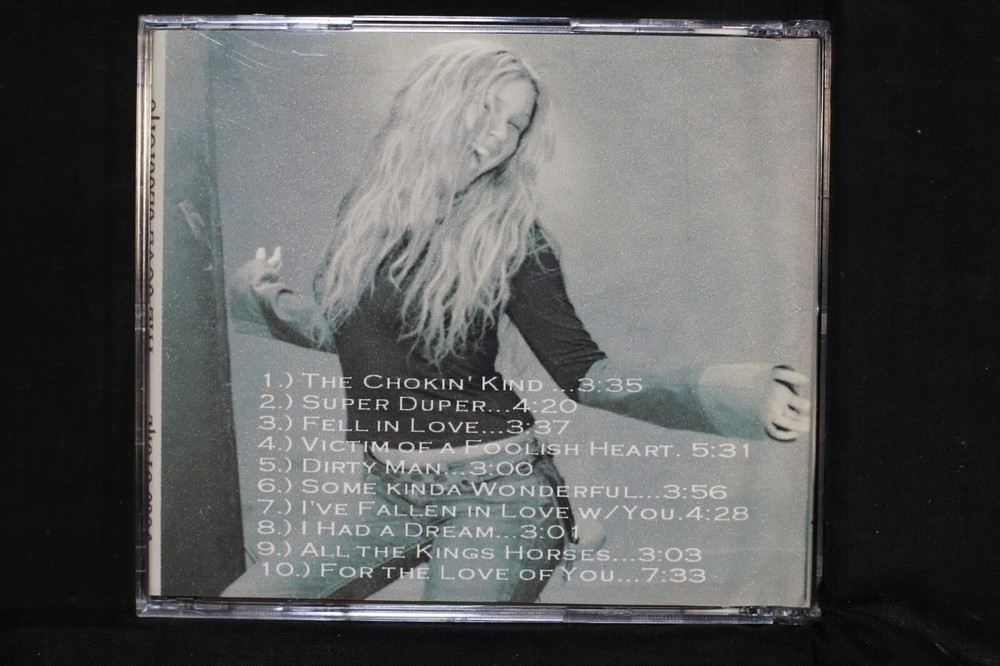 1.) The Chokin' Kind ...3:35
2.) Super Duper...4:20
3.) Fell in Love...3:37
4.) Victim of a Foolish Heart. 5:31
5.) Dirty Man...3:00
6.) Some kinda Wonderful...3:56
7.) I've Fallen in Love w/You.4:28
8.) I Had a Dream...3:01
9.) All the Kings Horses...3:03
10.) For the Love of You...7:33